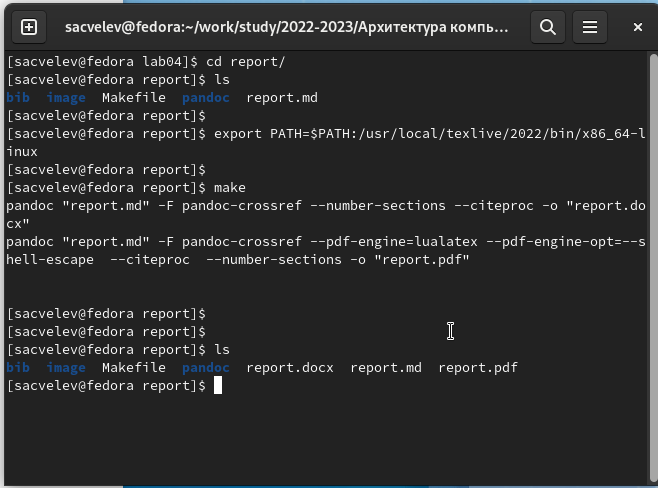 sacvelev@fedora:~/work/study/2022-2023/Архитектура компь...
[sacvelev@fedora lab04]$ cd report/
[sacvelev@fedora report]$ ls
bib  image  Makefile  pandoc  report.md
[sacvelev@fedora report]$
[sacvelev@fedora report]$ export PATH=$PATH:/usr/local/texlive/2022/bin/x86_64-l
inux
[sacvelev@fedora report]$
[sacvelev@fedora report]$ make
pandoc "report.md" -F pandoc-crossref --number-sections --citeproc -o "report.do
cx"
pandoc "report.md" -F pandoc-crossref --pdf-engine=lualatex --pdf-engine-opt=--s
hell-escape  --citeproc  --number-sections -o "report.pdf"
[sacvelev@fedora report]$
[sacvelev@fedora report]$
[sacvelev@fedora report]$ ls
bib  image  Makefile  pandoc  report.docx  report.md  report.pdf
[sacvelev@fedora report]$